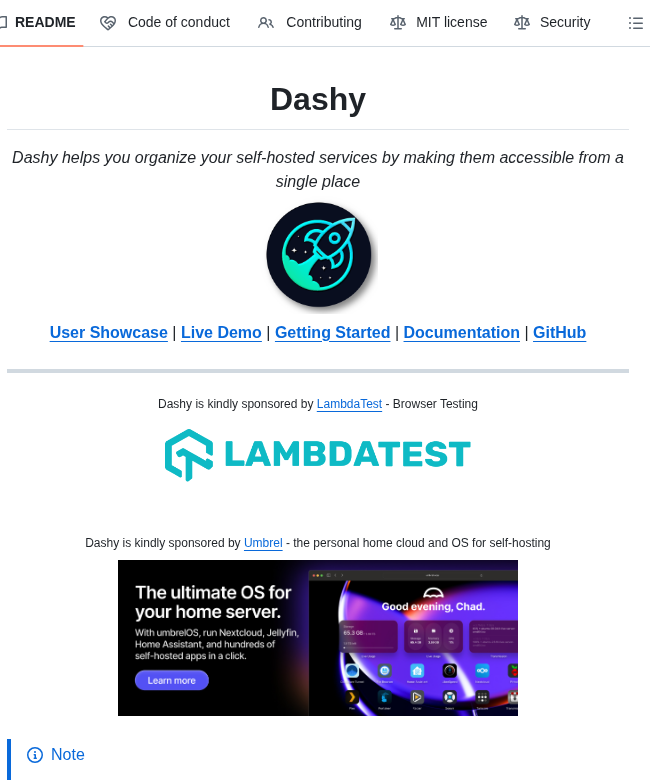 README Code of conduct Contributing MIT license Security
Dashy
Dashy helps you organize your self-hosted services by making them accessible from a
single place
User Showcase | Live Demo | Getting Started | Documentation | GitHub
Dashy is kindly sponsored by LambdaTest - Browser Testing
LAMBDATEST
Dashy is kindly sponsored by Umbrel - the personal home cloud and OS for self-hosting
The ultimate OS for
your home server.
With umbrelOS, run Nextcloud, Jellyfin,
Home Assistant, and hundreds of
self-hosted apps in a click.
Learn more
Good evening, Chad.
65.3 GB
Note